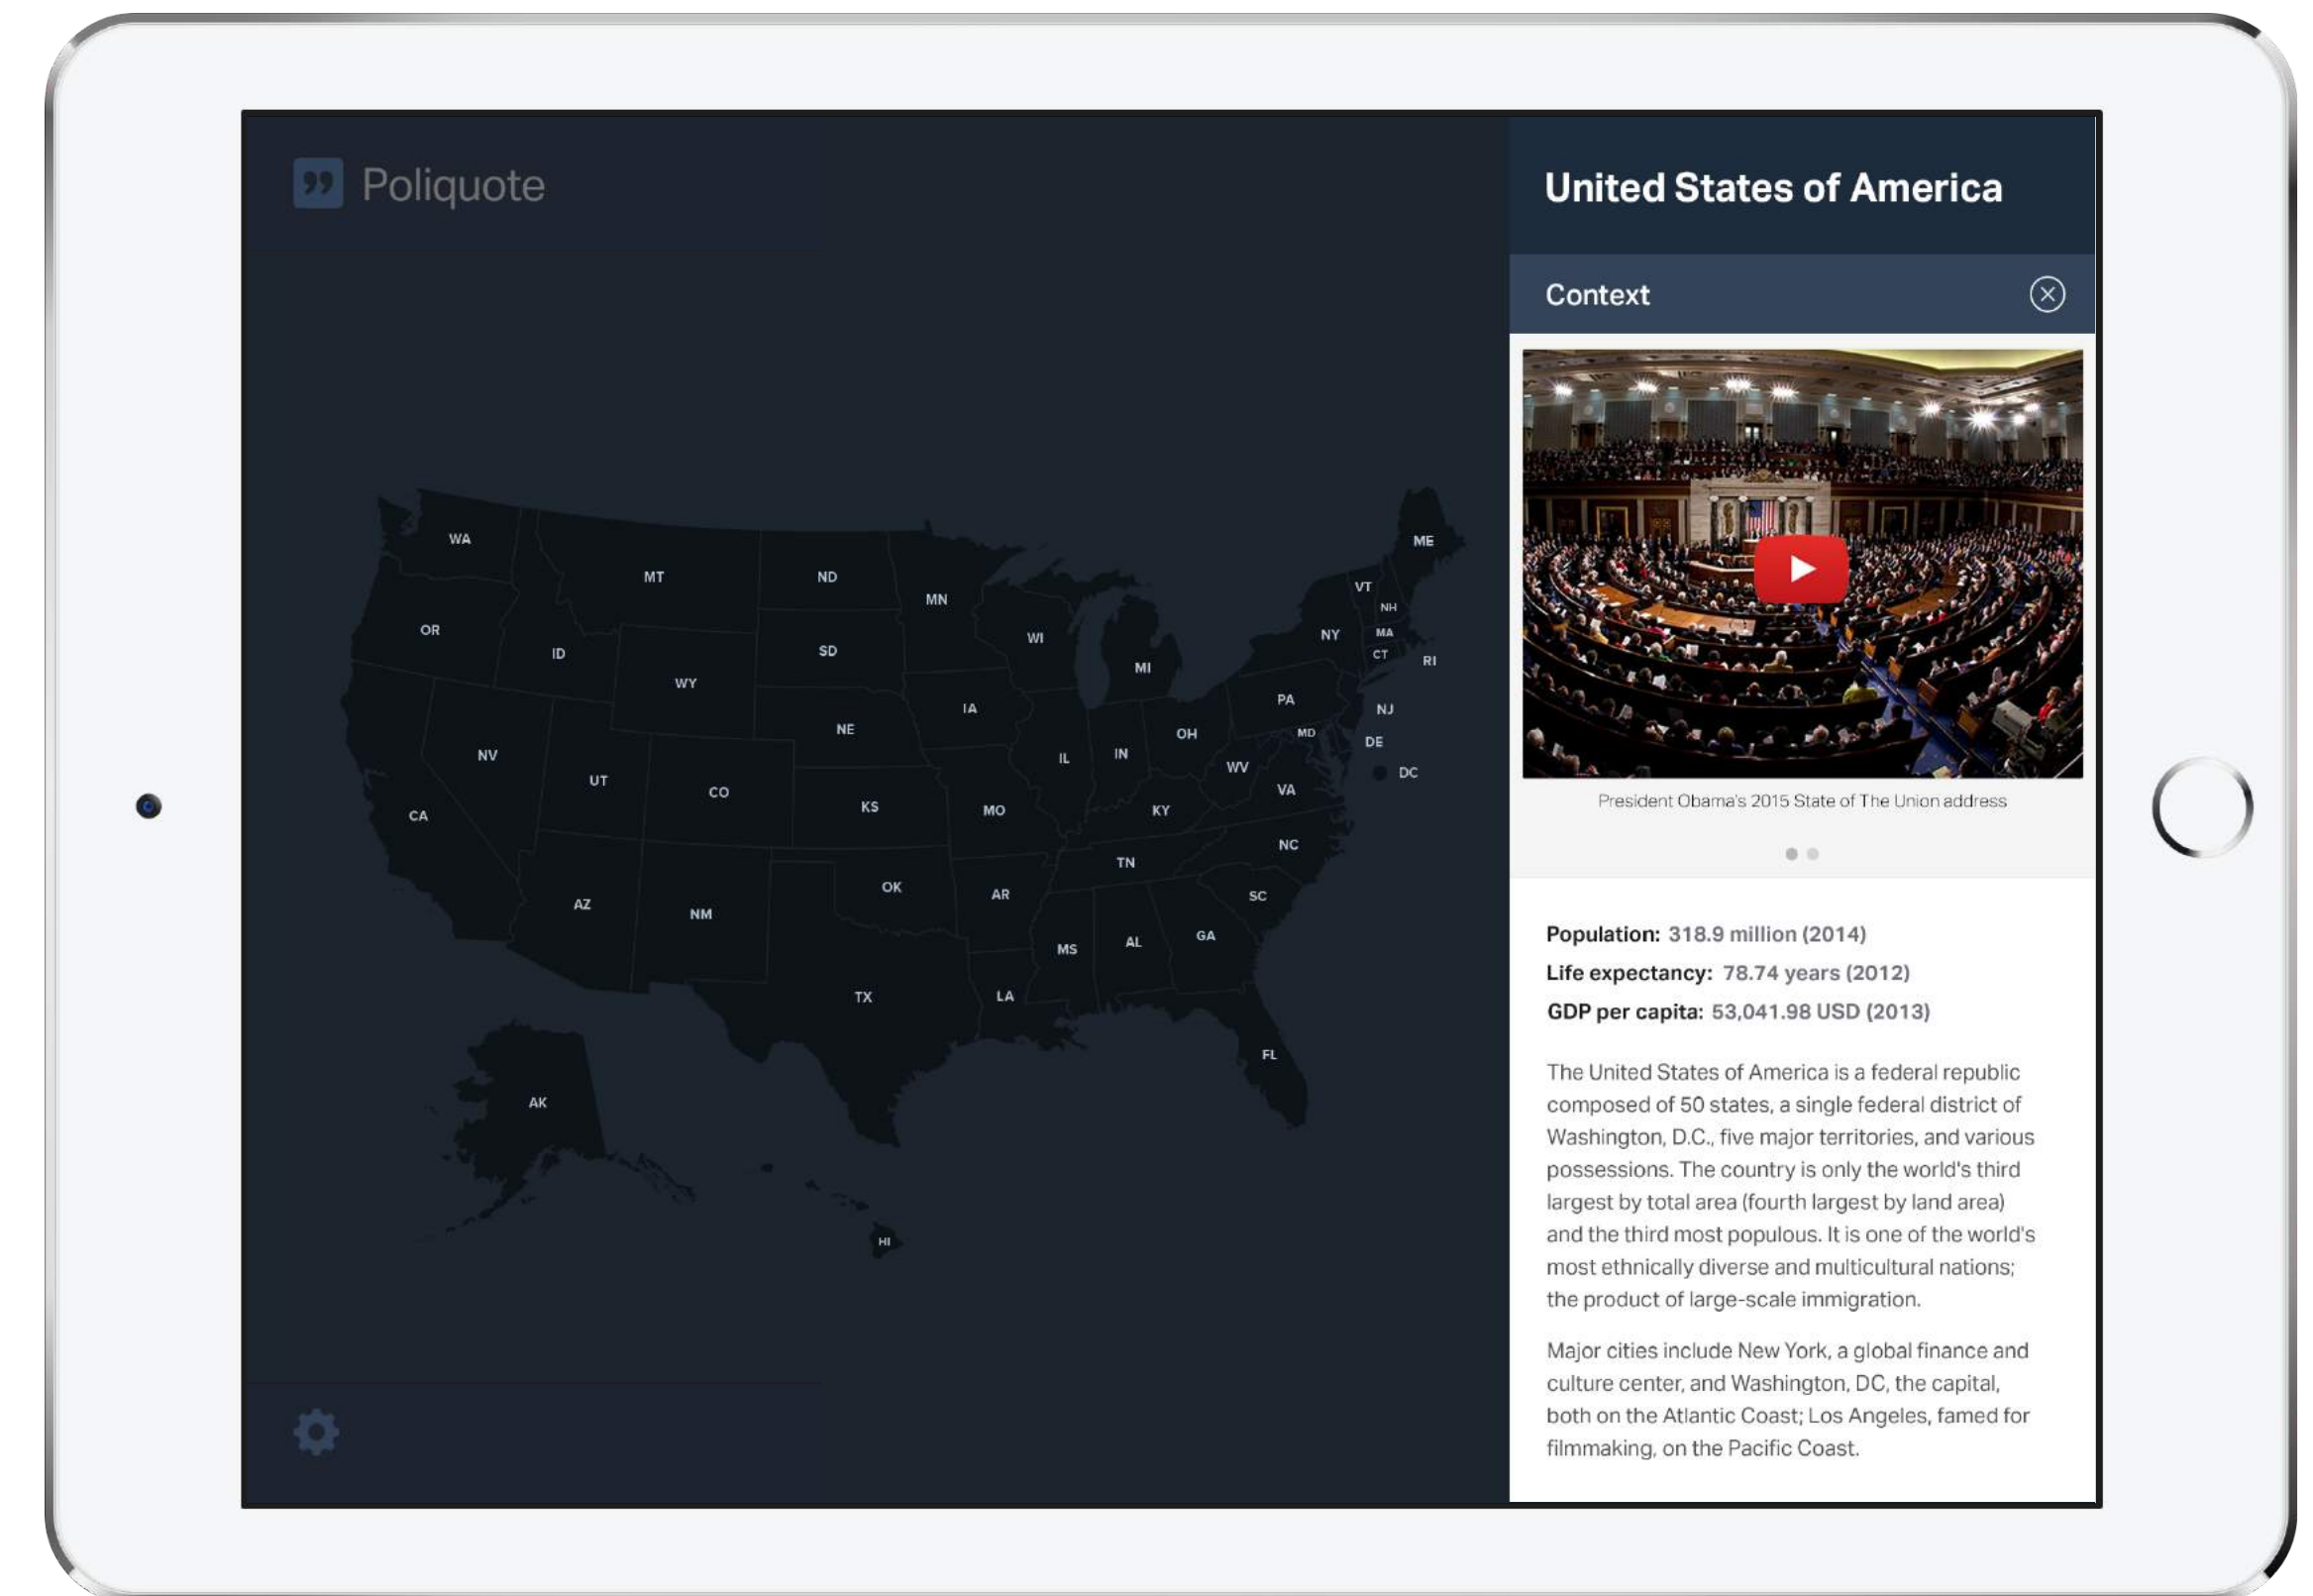 Poliquote
United States of America
Context
President Obama's 2015 State of The Union address
Population: 318.9 million (2014)
Life expectancy: 78.74 years (2012)
GDP per capita: 53,041.98 USD (2013)
The United States of America is a federal republic
composed of 50 states, a single federal district of
Washington, D.C., five major territories, and various
possessions. The country is only the world's third
largest by total area (fourth largest by land area)
and the third most populous. It is one of the world's
most ethnically diverse and multicultural nations;
the product of large-scale immigration.
Major cities include New York, a global finance and
culture center, and Washington, DC, the capital,
both on the Atlantic Coast; Los Angeles, famed for
filmmaking, on the Pacific Coast.
WA
ME
MT
ND
VT
MN
NH
OR
WI
NY
MA
ID
SD
CT
RI
MI
WY
PA
IA
NJ
NE
OH
MD
DE
NV
IL
IN
WV
DC
UT
CO
VA
KS
MO
KY
CA
NC
TN
OK
AR
SC
AZ
NM
GA
AL
MS
TX
LA
FL
AK
HI